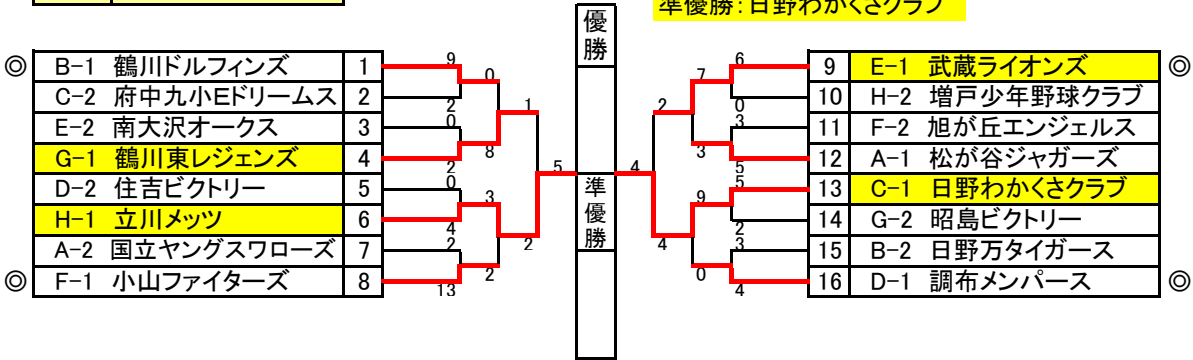 準優勝:日野わかくさクラブ
優勝
◎ B-1 鶴川ドルフィンズ 1 9
C-2 府中九小Eドリームス 2 2
0
E-2 南大沢オークス 3 0
G-1 鶴川東レジェンズ 4 2
8
1
D-2 住吉ビクトリー 5 0
H-1 立川メッツ 6 4
3
A-2 国立ヤングスワローズ 7 2
◎ F-1 小山ファイターズ 8 13
2
2
5
準優勝
4
6 9 E-1 武蔵ライオンズ ◎
0 10 H-2 増戸少年野球クラブ
7
3 11 F-2 旭が丘エンジェルス
5 12 A-1 松が谷ジャガーズ
3
2
5 13 C-1 日野わかくさクラブ
2 14 G-2 昭島ビクトリー
9
3 15 B-2 日野万タイガース
4 16 D-1 調布メンパース ◎
0
4